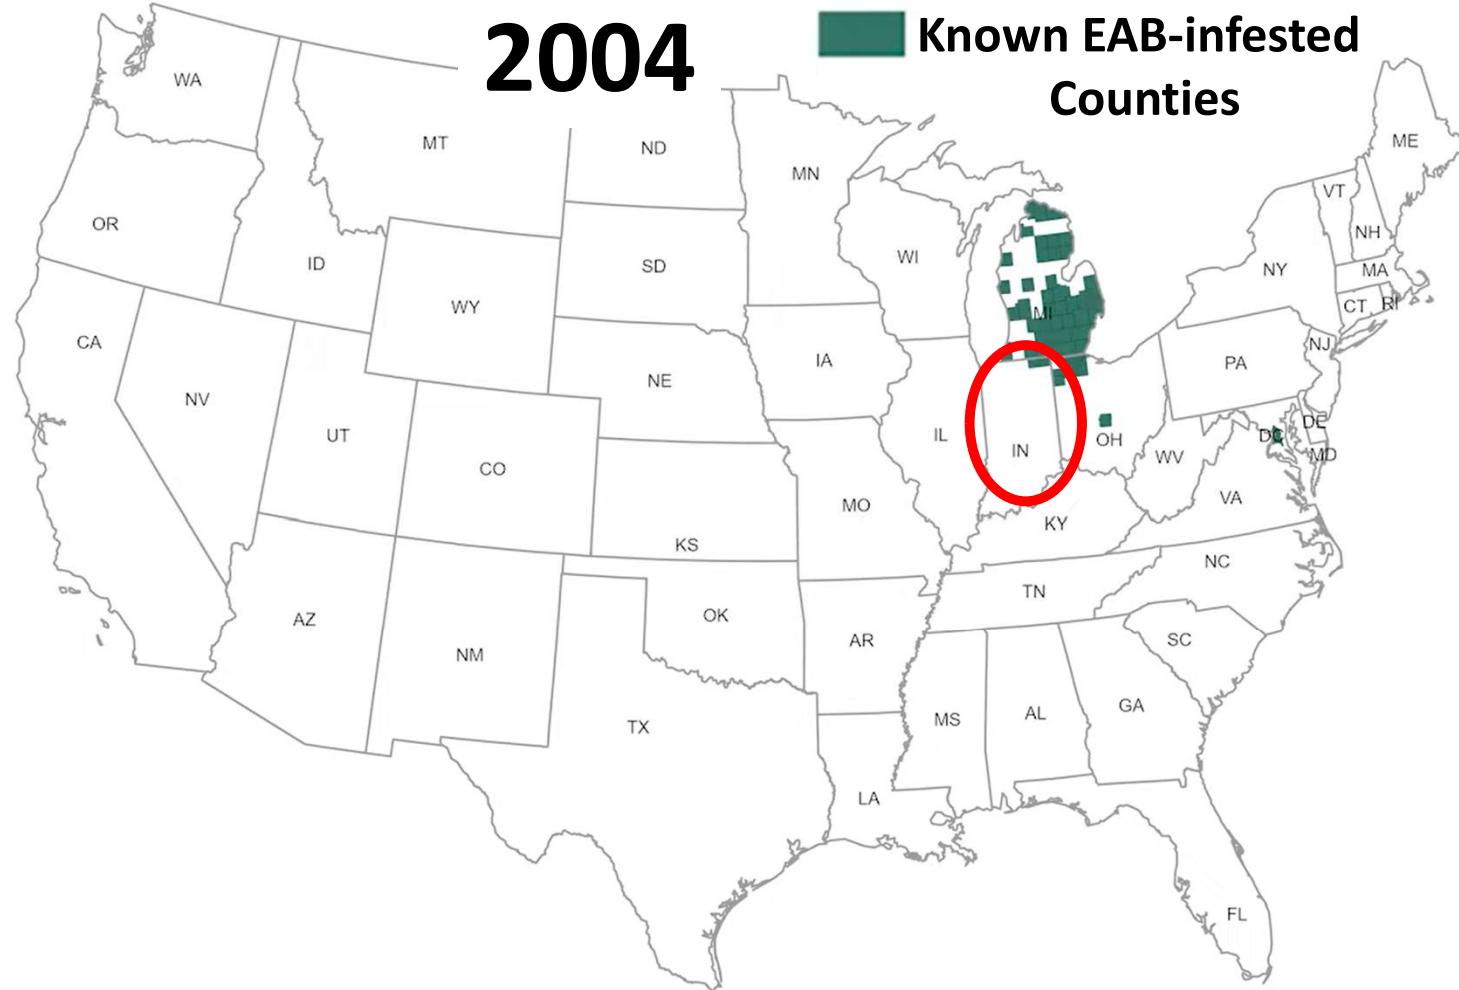 2004
Known EAB-infested
Counties
WA
MT
ND
MN
ME
VT
OR
NH
ID
SD
WI
NY
MA
WY
CT
RI
MI
CA
NJ
IA
PA
NE
NV
UT
IL
OH
DC
DE
IN
WV
MD
CO
MO
VA
KY
KS
NC
TN
AZ
OK
AR
SC
NM
GA
TX
MS
AL
LA
FL